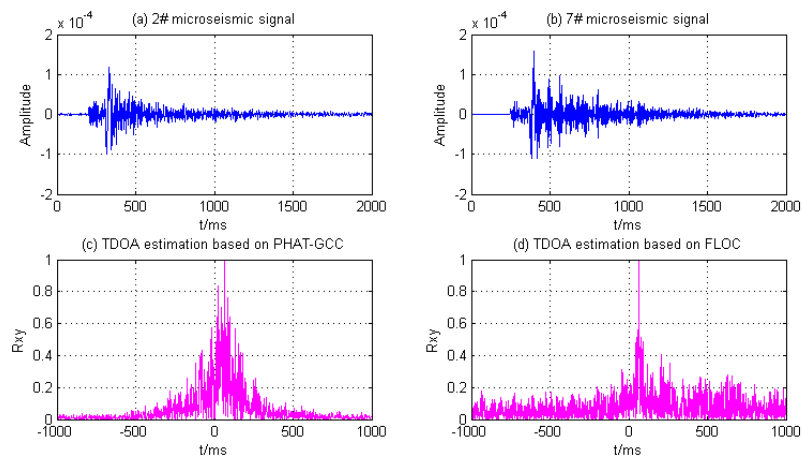 (a) 2# microseismic signal
x 10^-4
2
1
0
-1
-2
Amplitude
0 500 1000 1500 2000
t/ms
(b) 7# microseismic signal
x 10^-4
2
1
0
-1
-2
Amplitude
0 500 1000 1500 2000
t/ms
(c) TDOA estimation based on PHAT-GCC
1
0.8
0.6
0.4
0.2
0
Rxy
-1000 -500 0 500 1000
t/ms
(d) TDOA estimation based on FLOC
1
0.8
0.6
0.4
0.2
0
Rxy
-1000 -500 0 500 1000
t/ms